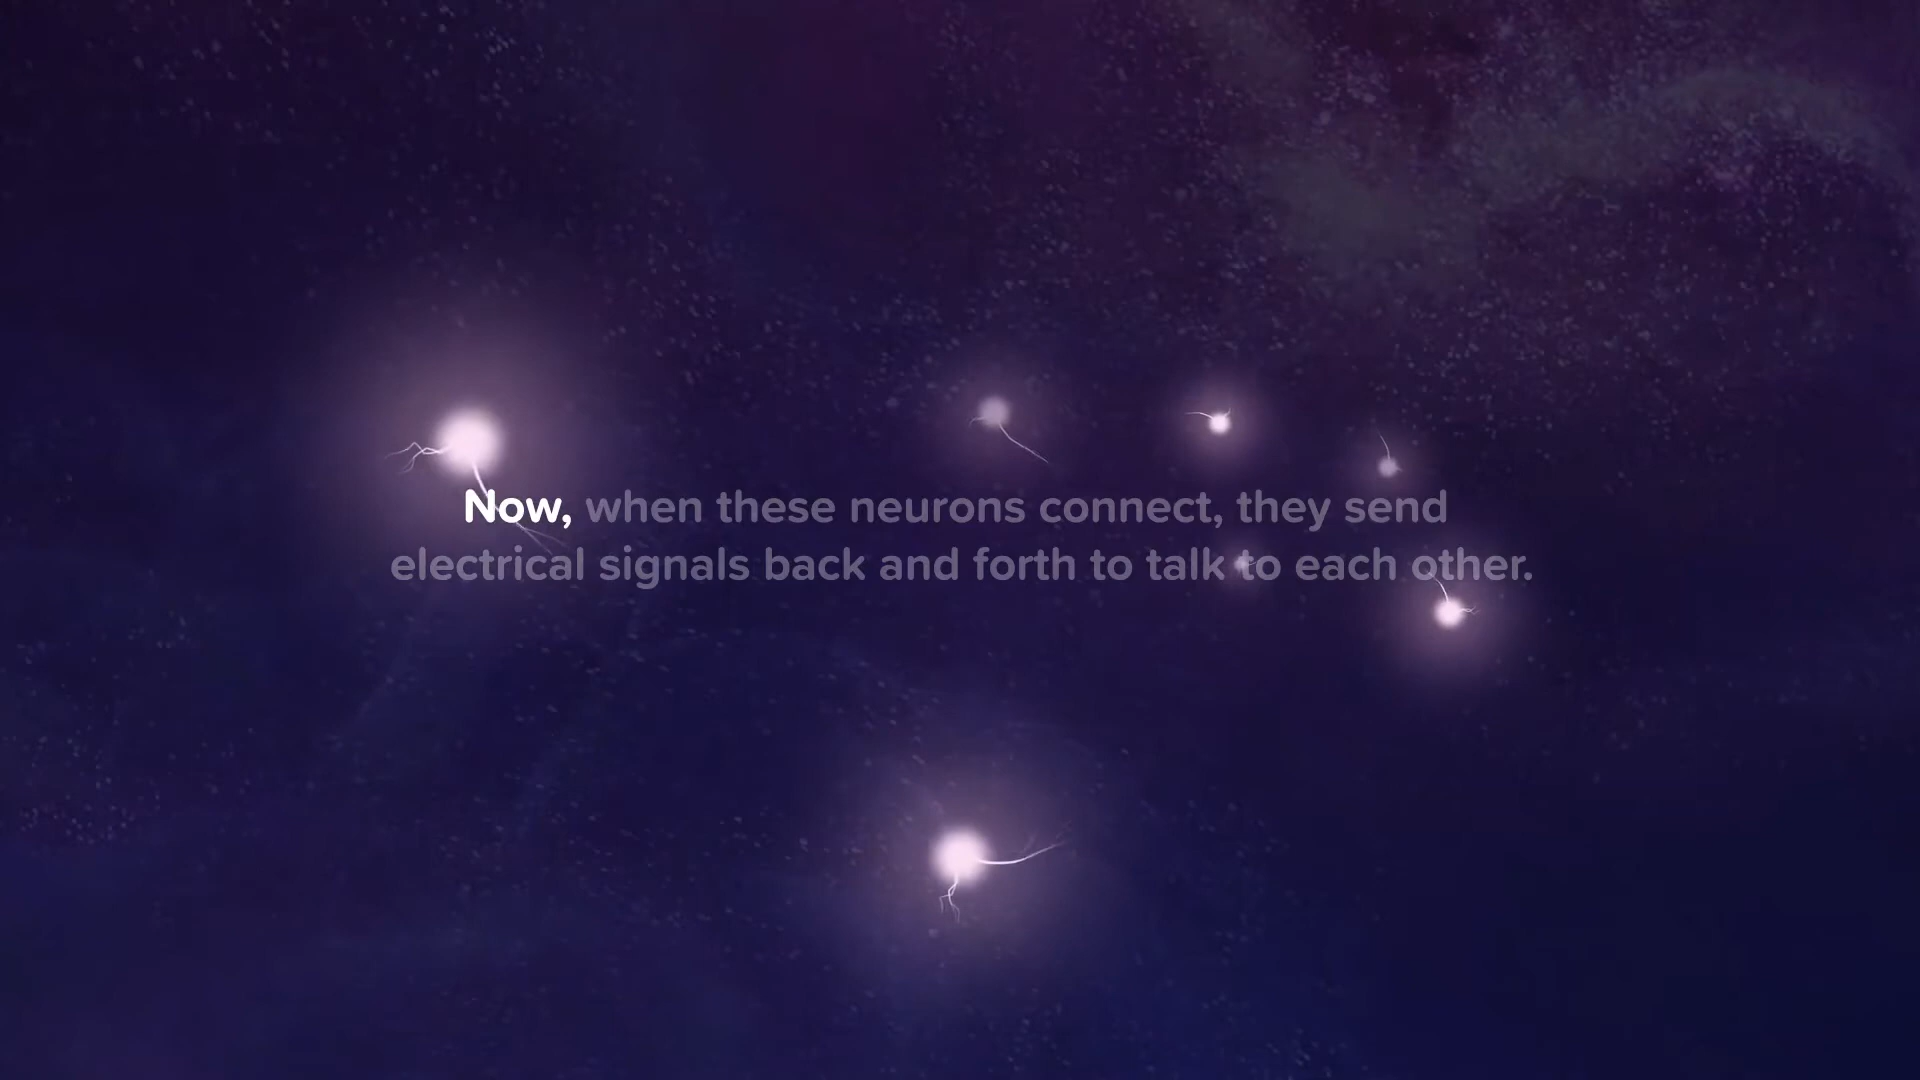 Now, when these neurons connect, they send
electrical signals back and forth to talk to each other.